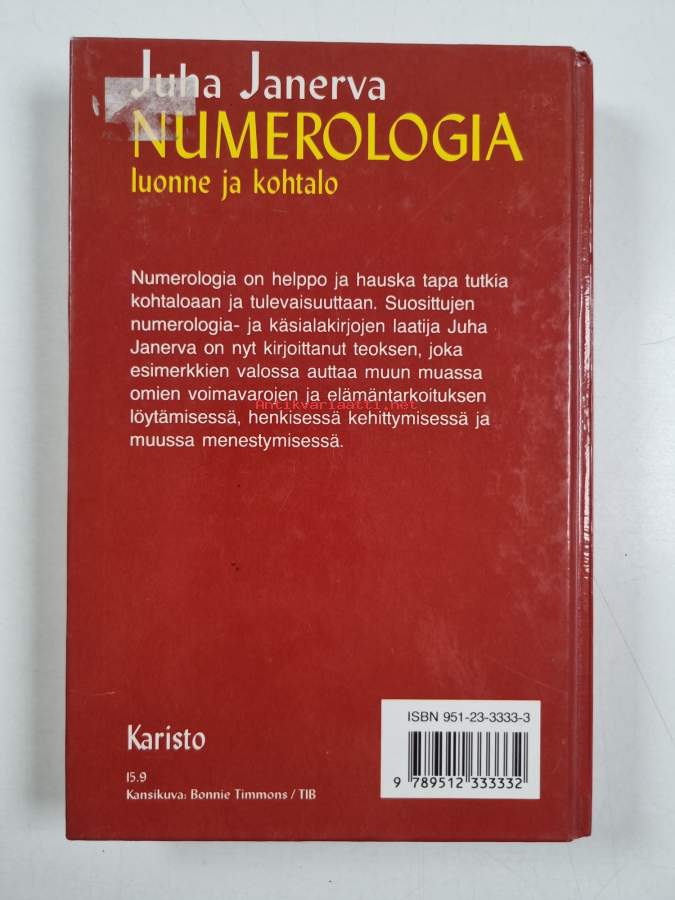 Juha Janerva
NUMEROLOGIA
luonne ja kohtalo
Numerologia on helppo ja hauska tapa tutkia
kohtaloaan ja tulevaisuuttaan. Suosittujen
numerologia- ja käsialakirjojen laatija Juha
Janerva on nyt kirjoittanut teoksen, joka
esimerkkien valossa auttaa muun muassa
omien voimavarojen ja elämäntarkoituksen
Antikvariaatti.net
löytämisessä, henkisessä kehittymisessä ja
muussa menestymisessä.
ISBN 951-23-3333-3
9 789512 333332
Karisto
15.9
Kansikuva: Bonnie Timmons / TIB